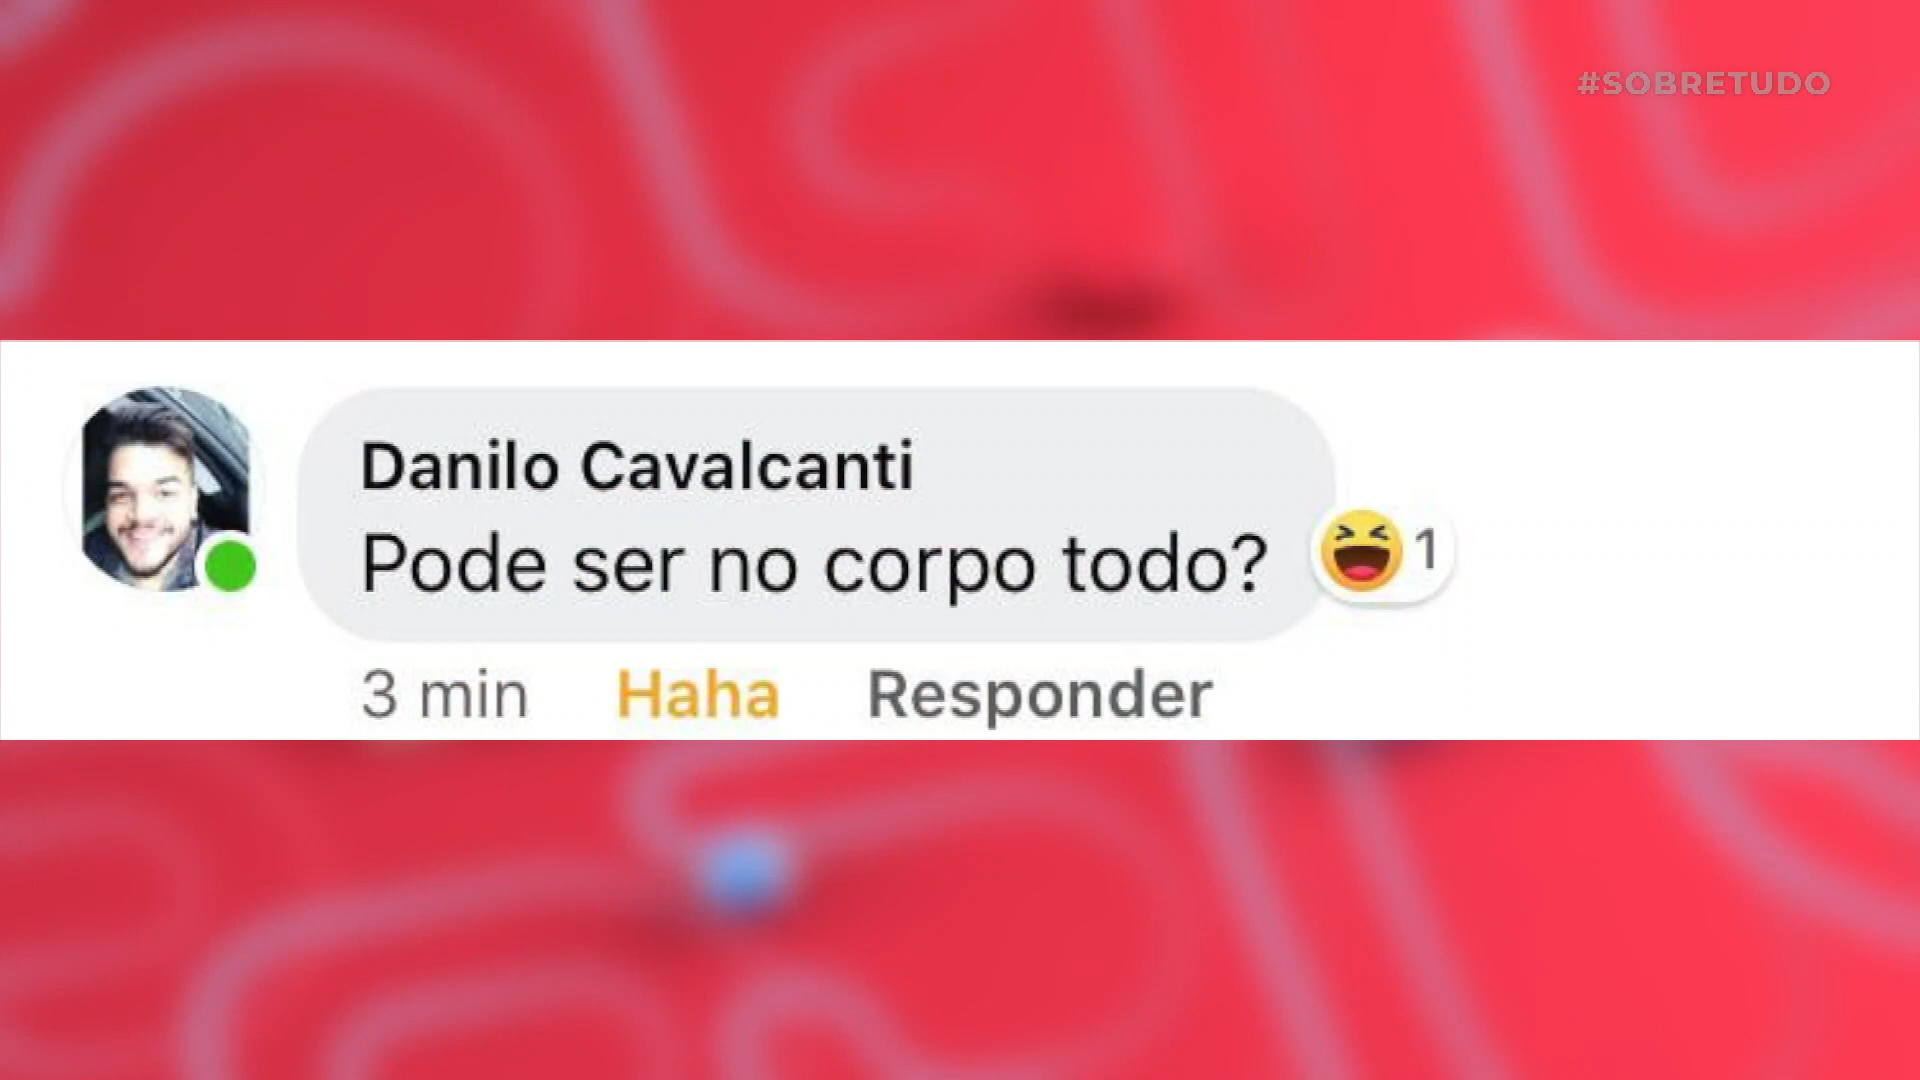 #SOBRETUDO
Danilo Cavalcanti
Pode ser no corpo todo?
1
3 min Haha Responder